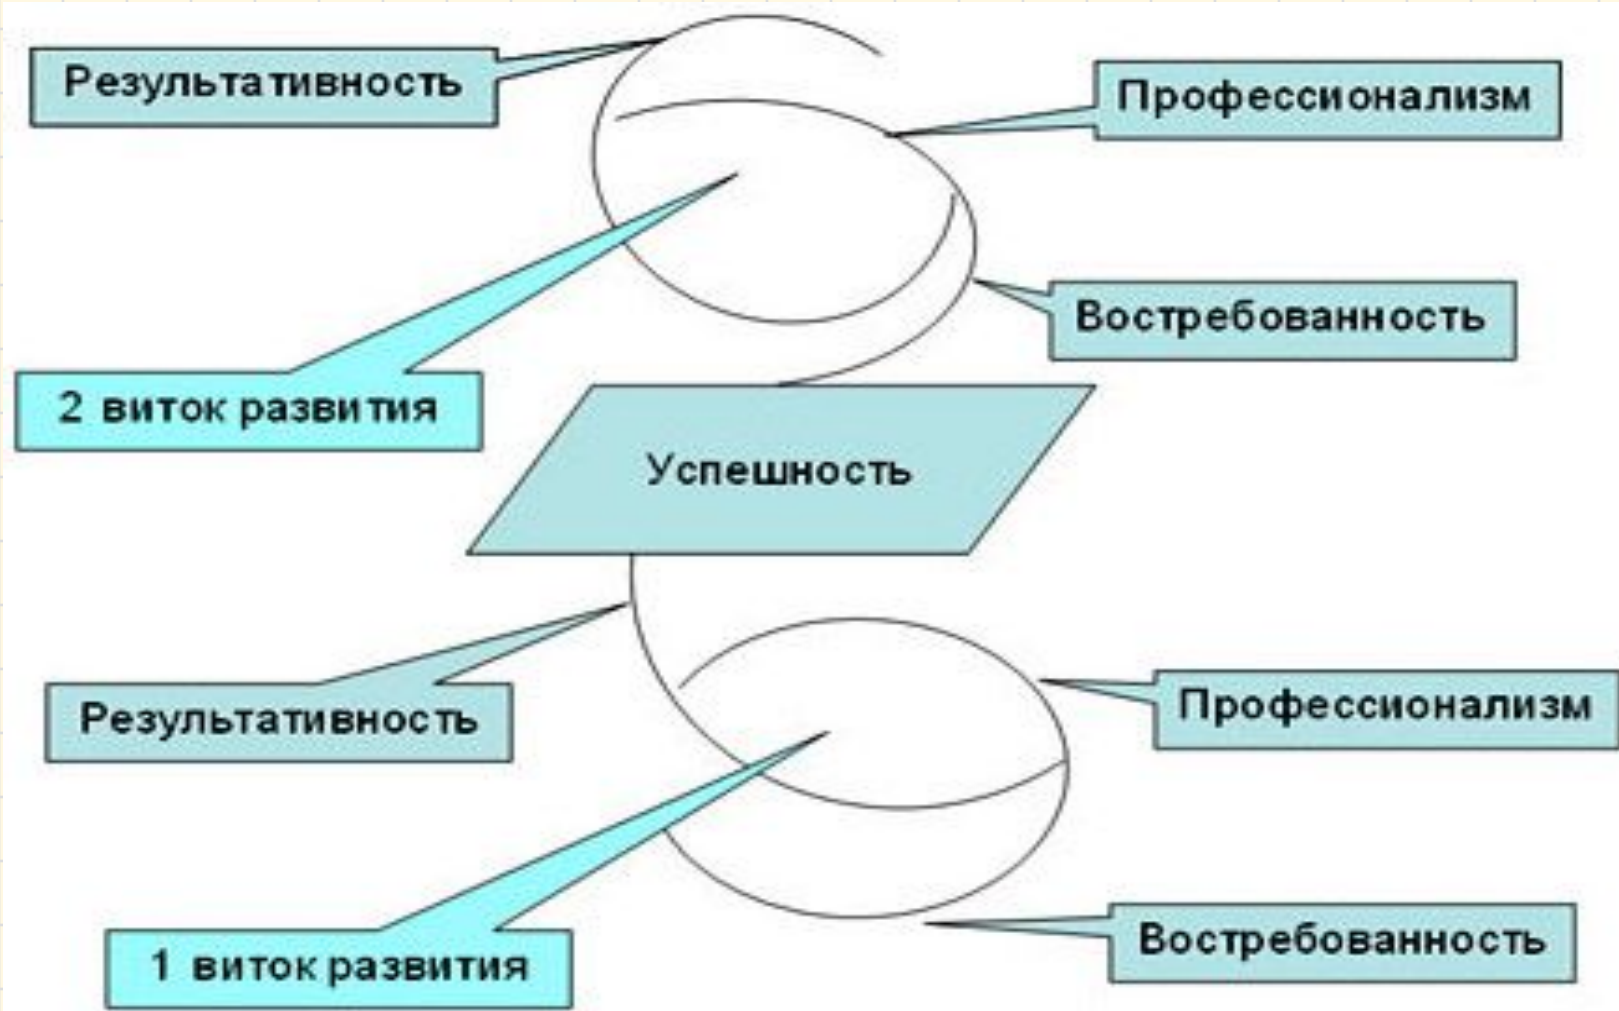 Результативность
Профессионализм
Востребованность
2 виток развития
Успешность
Результативность
Профессионализм
Востребованность
1 виток развития